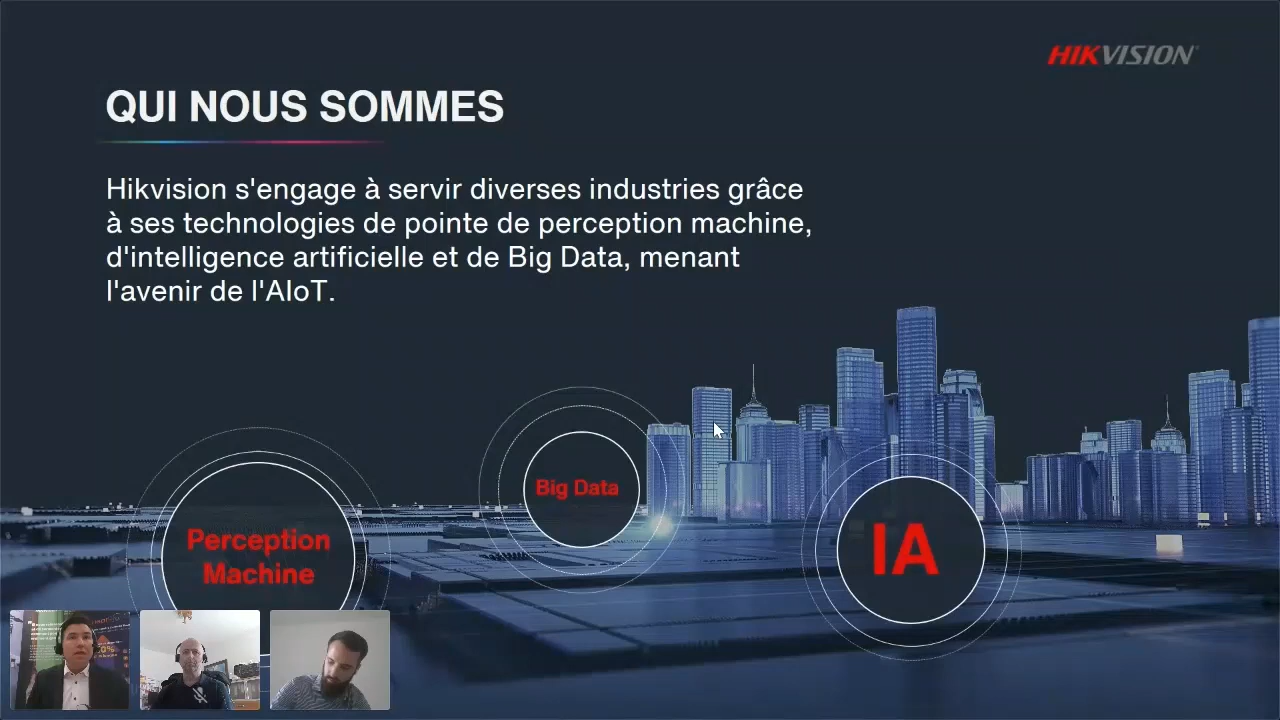 HIKVISION
QUI NOUS SOMMES
Hikvision s'engage à servir diverses industries grâce
à ses technologies de pointe de perception machine,
d'intelligence artificielle et de Big Data, menant
l'avenir de l'AIoT.
Big Data
Perception
Machine
IA